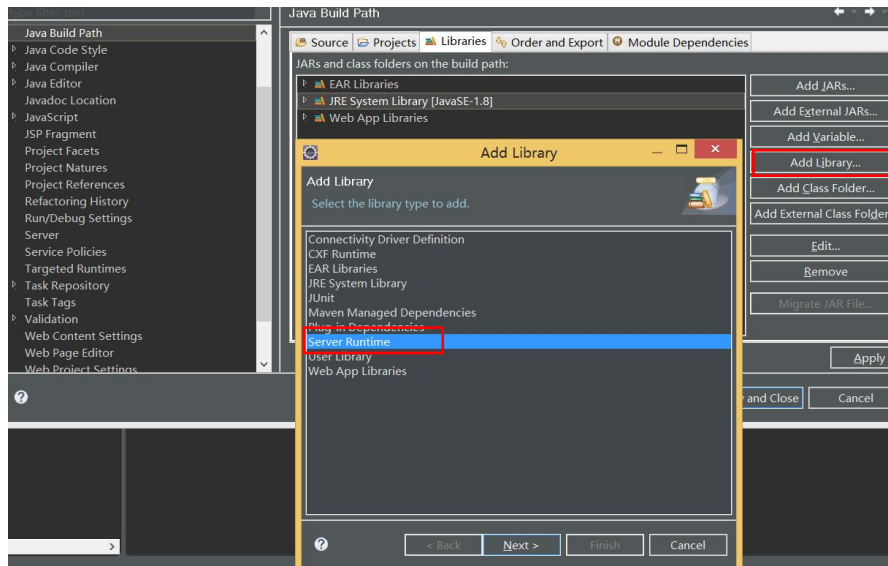 type filter text
Java Build Path
Java Build Path
Java Code Style
Java Compiler
Java Editor
Javadoc Location
JavaScript
JSP Fragment
Project Facets
Project Natures
Project References
Refactoring History
Run/Debug Settings
Server
Service Policies
Targeted Runtimes
Task Repository
Task Tags
Validation
Web Content Settings
Web Page Editor
Web Project Settings
Source Projects Libraries Order and Export Module Dependencies
JARs and class folders on the build path:
EAR Libraries
JRE System Library [JavaSE-1.8]
Web App Libraries
Add JARs...
Add External JARs...
Add Variable...
Add Library...
Add Class Folder...
Add External Class Folder
Edit...
Remove
Migrate JAR File...
Apply
and Close
Cancel
Add Library
Add Library
Select the library type to add.
Connectivity Driver Definition
CXF Runtime
EAR Libraries
JRE System Library
JUnit
Maven Managed Dependencies
Plug-in Dependencies
Server Runtime
User Library
Web App Libraries
< Back
Next >
Finish
Cancel